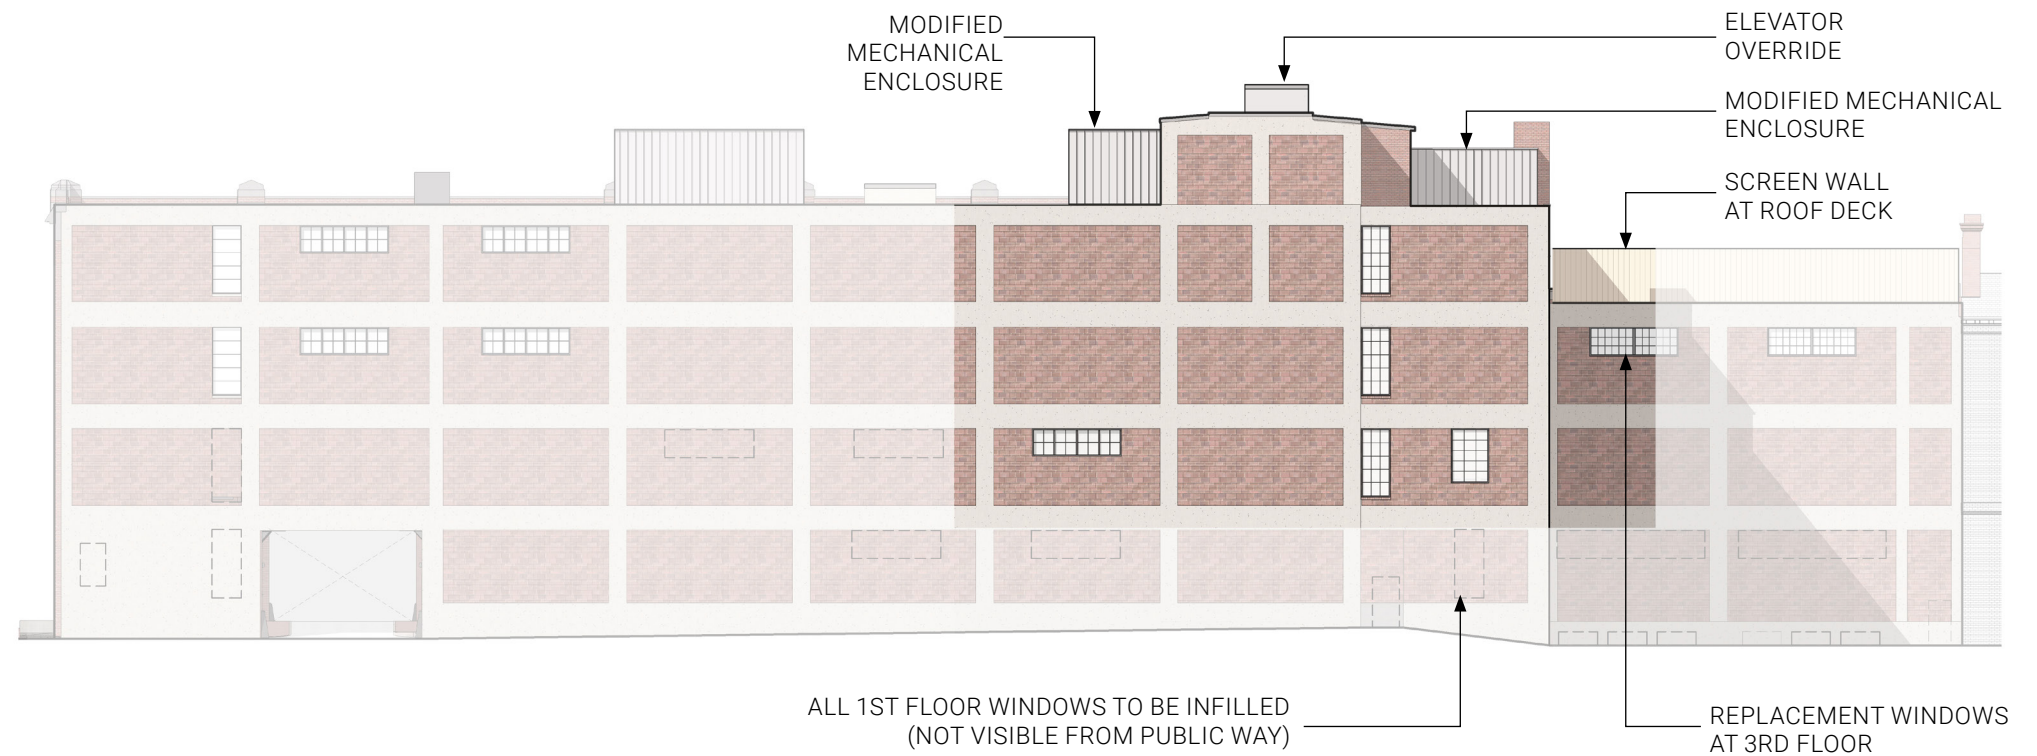 MODIFIED
MECHANICAL
ENCLOSURE
ELEVATOR
OVERRIDE
MODIFIED MECHANICAL
ENCLOSURE
SCREEN WALL
AT ROOF DECK
ALL 1ST FLOOR WINDOWS TO BE INFILLED
(NOT VISIBLE FROM PUBLIC WAY)
REPLACEMENT WINDOWS
AT 3RD FLOOR